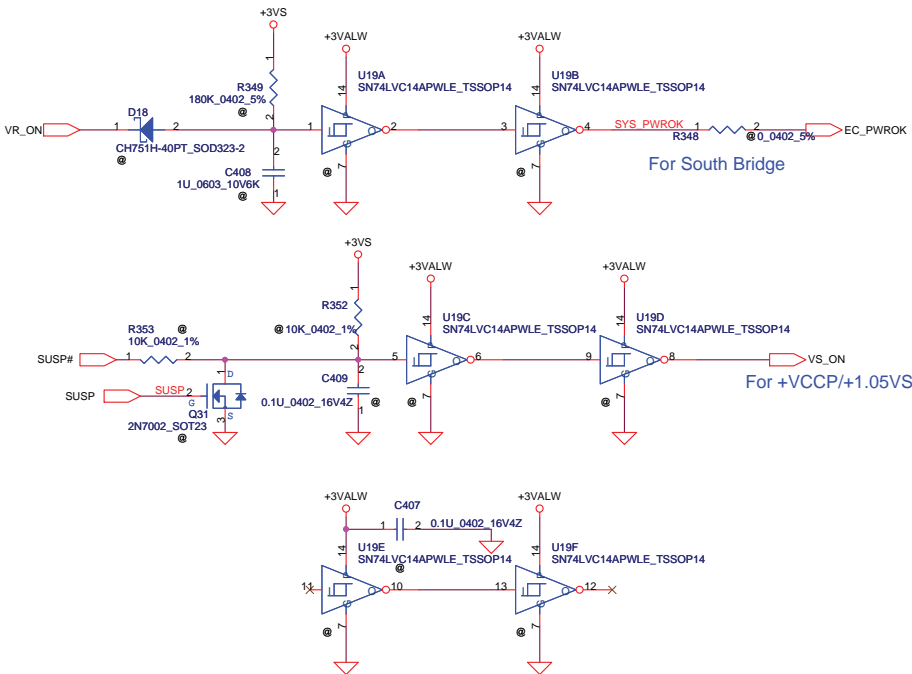 +3VS
+3VALW
+3VALW
R349
180K_0402_5%
@
1
2
U19A
SN74LVC14APWLE_TSSOP14
U19B
SN74LVC14APWLE_TSSOP14
14
14
VR_ON
1
D18
2
CH751H-40PT_SOD323-2
@
1
2
3
4
SYS_PWROK
R348
1
2
@ 0_0402_5%
EC_PWROK
For South Bridge
2
C408
1U_0603_10V6K
@
1
7
@
7
@
+3VS
+3VALW
+3VALW
1
R352
@ 10K_0402_1%
2
U19C
SN74LVC14APWLE_TSSOP14
U19D
SN74LVC14APWLE_TSSOP14
14
14
R353
@
10K_0402_1%
SUSP#
1
2
5
6
9
8
VS_ON
For +VCCP/+1.05VS
SUSP
SUSP
2
G
1
D
3
S
Q31
2N7002_SOT23
@
2
C409
0.1U_0402_16V4Z
@
1
7
@
7
@
+3VALW
+3VALW
C407
1
2
0.1U_0402_16V4Z
@
U19E
SN74LVC14APWLE_TSSOP14
U19F
SN74LVC14APWLE_TSSOP14
14
14
11
10
13
12
7
@
7
@